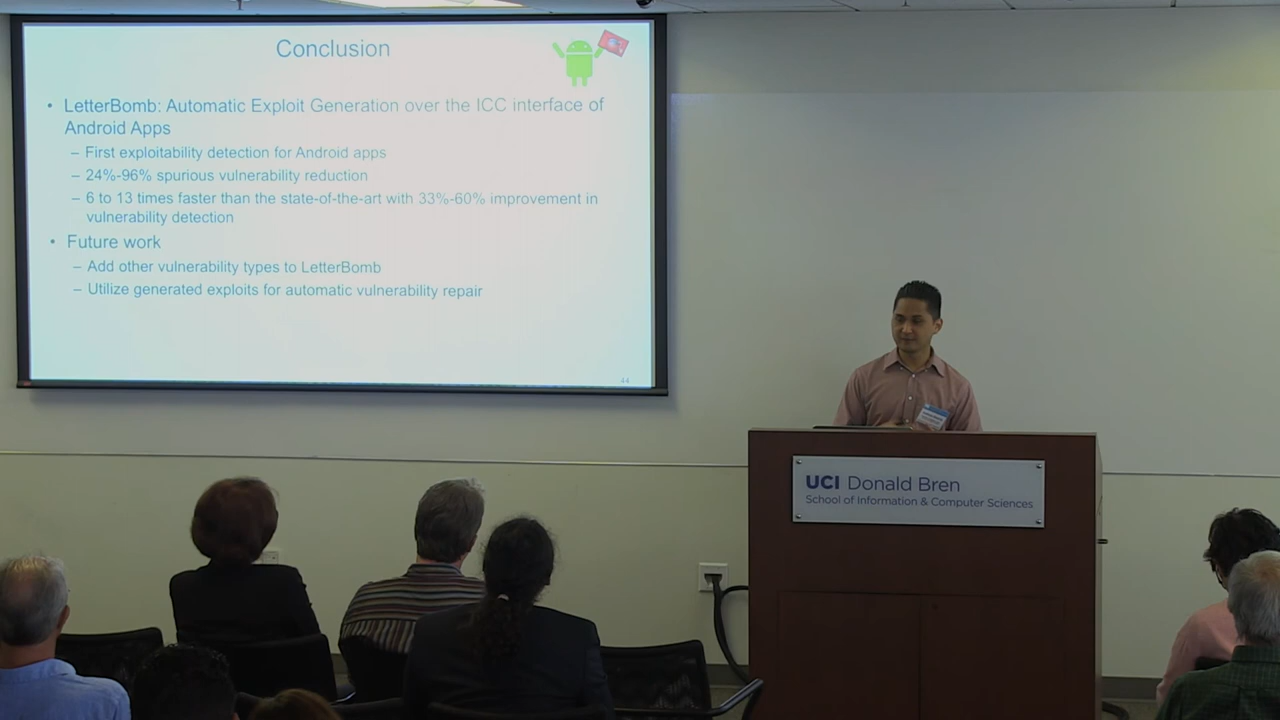 Conclusion
• LetterBomb: Automatic Exploit Generation over the ICC interface of
Android Apps
– First exploitability detection for Android apps
– 24%-96% spurious vulnerability reduction
– 6 to 13 times faster than the state-of-the-art with 33%-60% improvement in
vulnerability detection
• Future work
– Add other vulnerability types to LetterBomb
– Utilize generated exploits for automatic vulnerability repair
44
UCI Donald Bren
School of Information & Computer Sciences